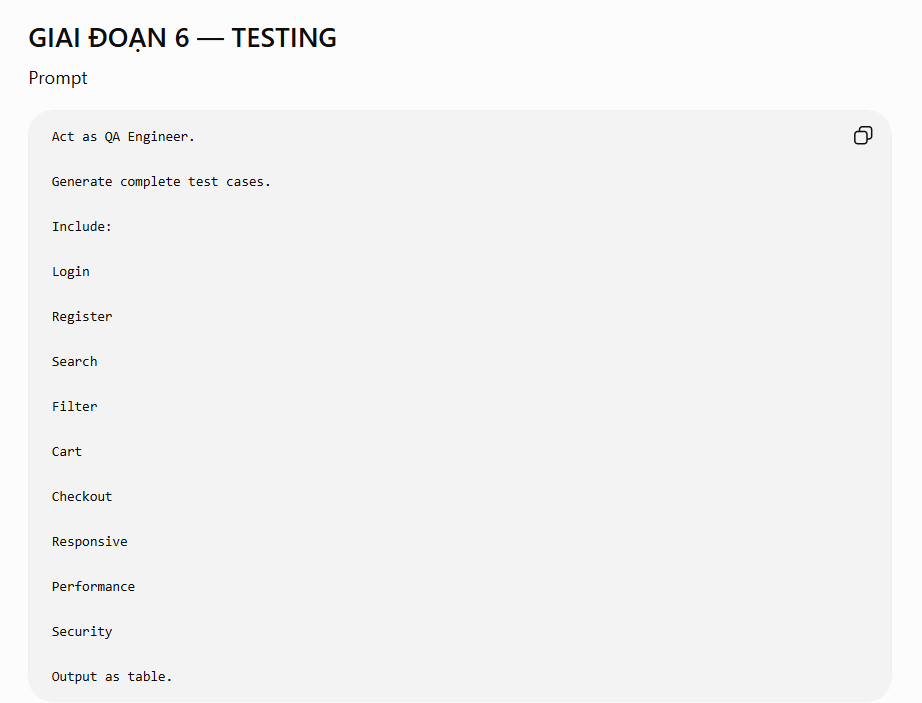 GIAI ĐOẠN 6 — TESTING
Prompt
Act as QA Engineer.
Generate complete test cases.
Include:
Login
Register
Search
Filter
Cart
Checkout
Responsive
Performance
Security
Output as table.